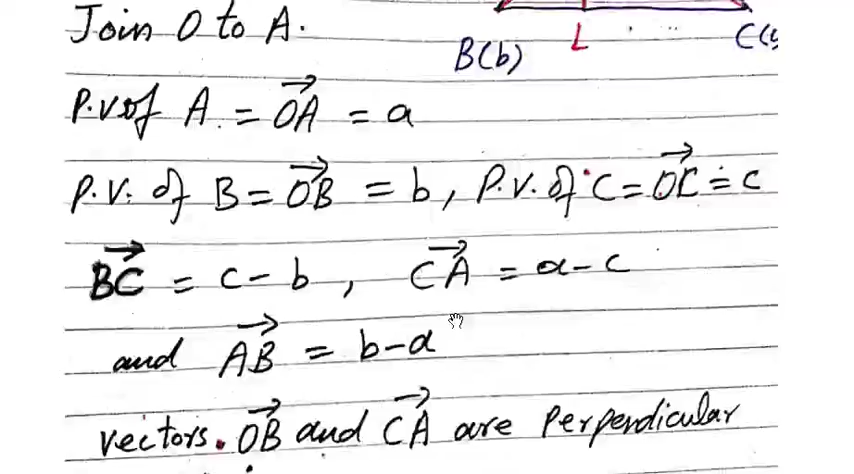 Join O to A.
B(b) L C(c
P.v of A = OA = a
P.V. of B = OB = b, P.V. of C = OC = c
BC = c - b, CA = a - c
and AB = b - a
vectors. OB and CA are perpendicular